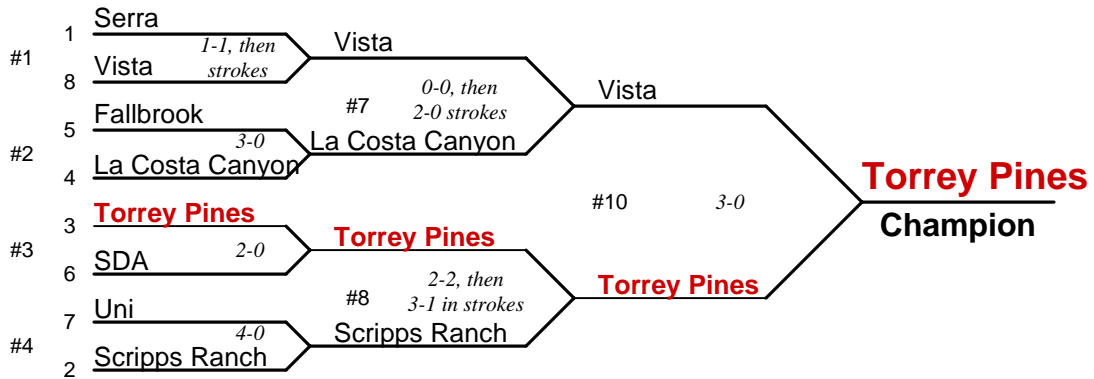 1 Serra
#1
1-1, then
strokes
8 Vista
Vista
5 Fallbrook
#2
3-0
4 La Costa Canyon
#7
0-0, then
2-0 strokes
La Costa Canyon
Vista
3 Torrey Pines
#3
2-0
6 SDA
Torrey Pines
7 Uni
#4
4-0
2 Scripps Ranch
#8
2-2, then
3-1 in strokes
Scripps Ranch
Torrey Pines
#10
3-0
Torrey Pines
Champion